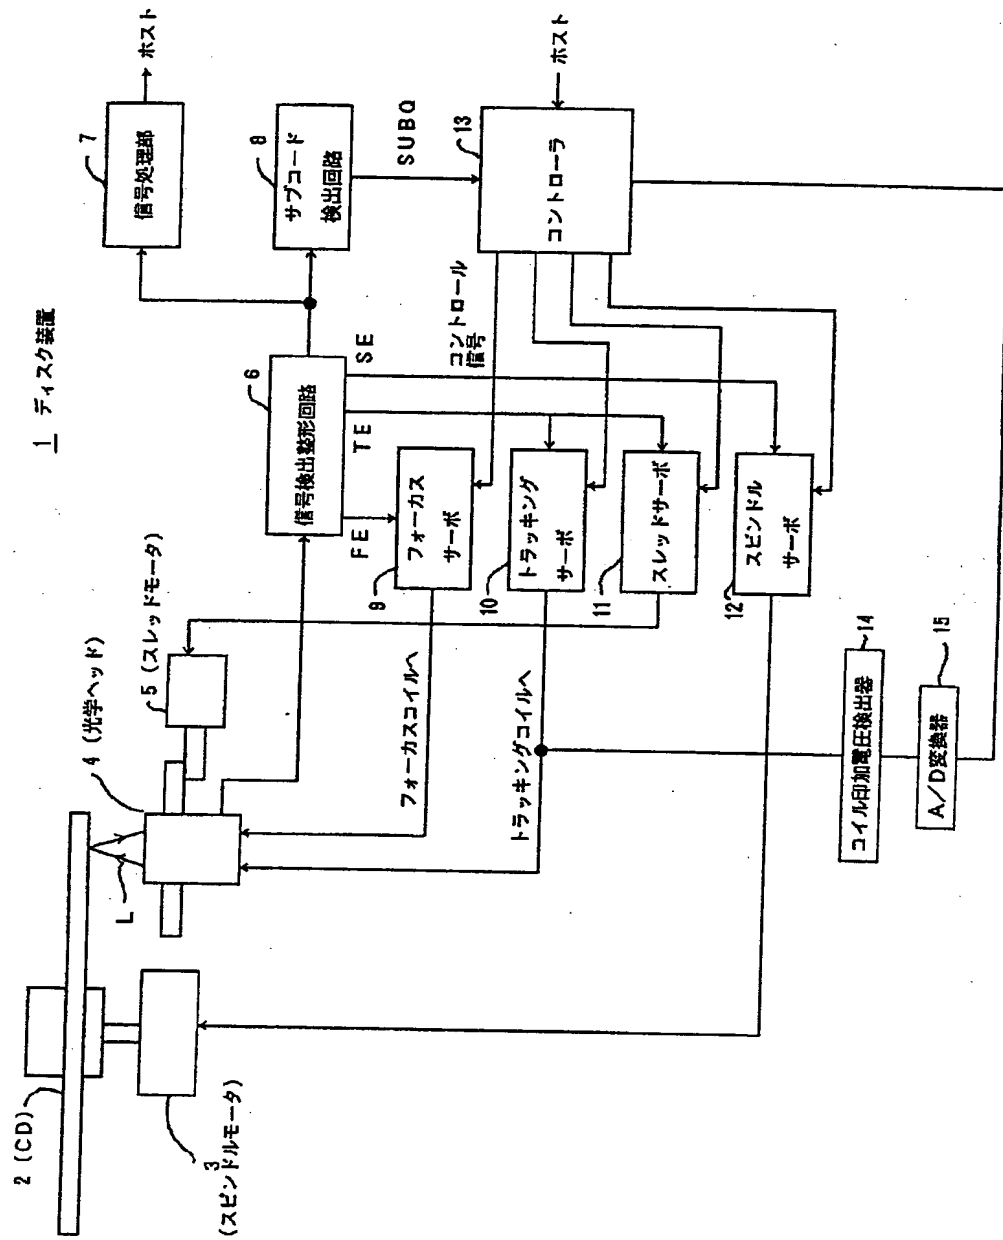 1 ディスク装置
2 (CD)
3
(スピンドルモータ)
L
4 (光学ヘッド)
5 (スレッドモータ)
6
信号検出整形回路
7
信号処理部
ホスト
8
サブコード
検出回路
SUBQ
FE
TE
SE
コントロール
信号
13
コントローラ
ホスト
9
フォーカス
サーボ
フォーカスコイルへ
10
トラッキング
サーボ
トラッキングコイルへ
11
スレッドサーボ
12
スピンドル
サーボ
14
コイル印加電圧検出器
15
A/D変換器